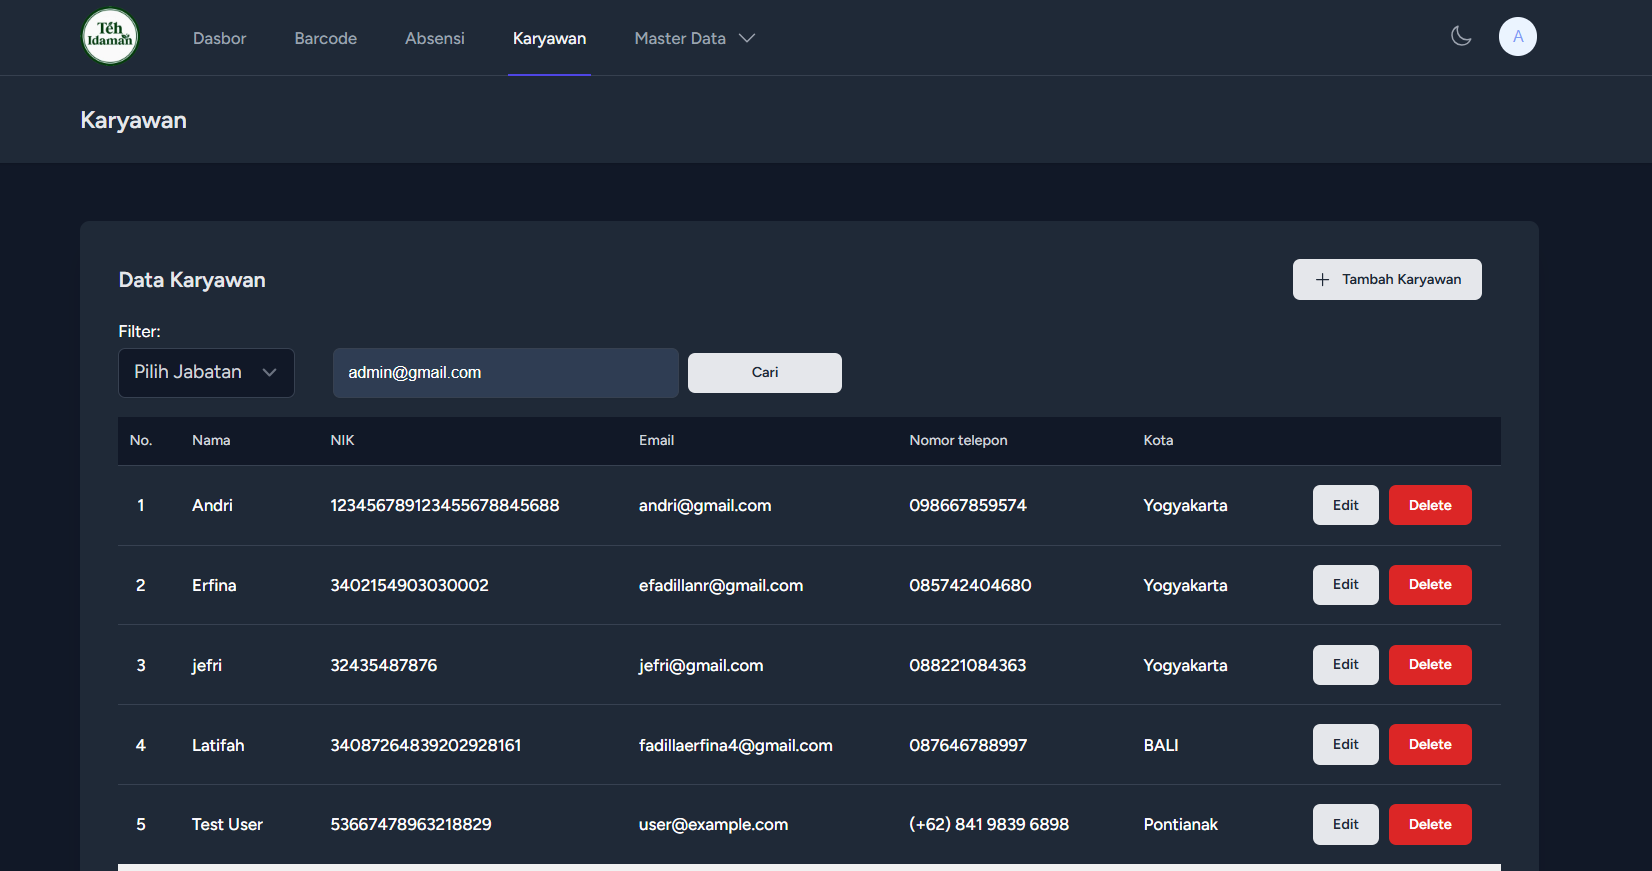 Téh
Idaman
Dasbor Barcode Absensi Karyawan Master Data A
Karyawan
Data Karyawan Tambah Karyawan
Filter:
Pilih Jabatan admin@gmail.com Cari
No. Nama NIK Email Nomor telepon Kota
1 Andri 123456789123455678845688 andri@gmail.com 098667859574 Yogyakarta Edit Delete
2 Erfina 3402154903030002 efadillanr@gmail.com 085742404680 Yogyakarta Edit Delete
3 jefri 32435487876 jefri@gmail.com 088221084363 Yogyakarta Edit Delete
4 Latifah 34087264839202928161 fadillaerfina4@gmail.com 087646788997 BALI Edit Delete
5 Test User 53667478963218829 user@example.com (+62) 841 9839 6898 Pontianak Edit Delete